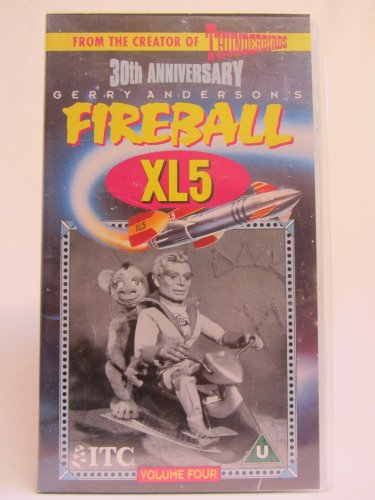 FROM THE CREATOR OF THUNDERBIRDS
30th ANNIVERSARY
GERRY ANDERSON'S
FIREBALL
XL5
XL5
ITC
U
VOLUME FOUR